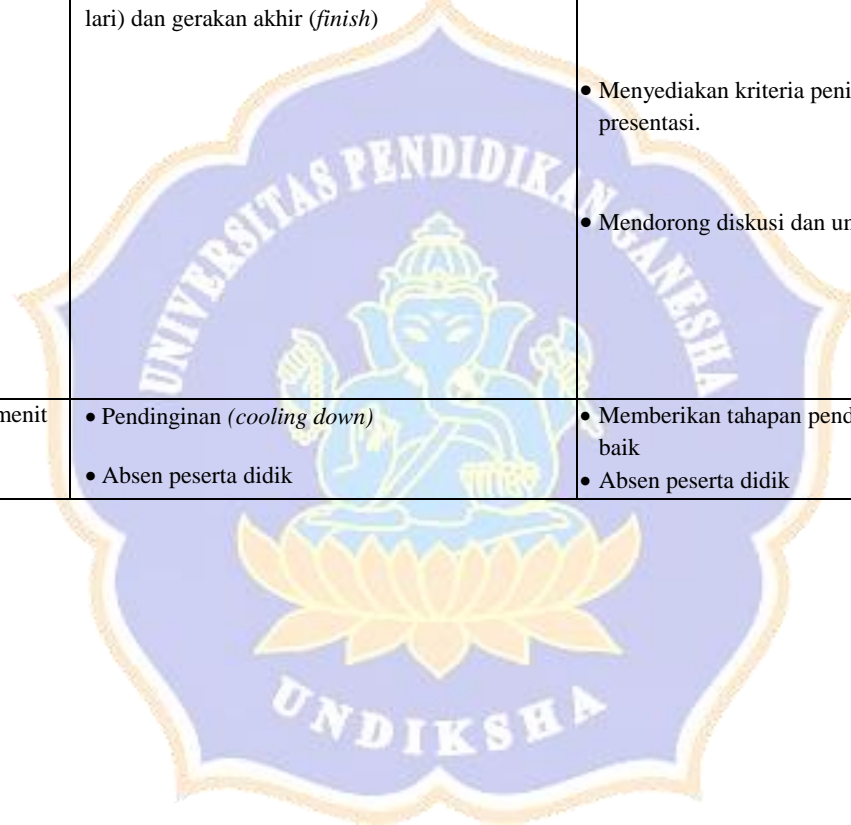 lari) dan gerakan akhir (finish)
• Menyediakan kriteria peni
presentasi.
• Mendorong diskusi dan un
menit
• Pendinginan (cooling down)
• Absen peserta didik
• Memberikan tahapan pend
baik
• Absen peserta didik
UNIVERSITAS PENDIDIKAN GANESHA
UNDIKSHA